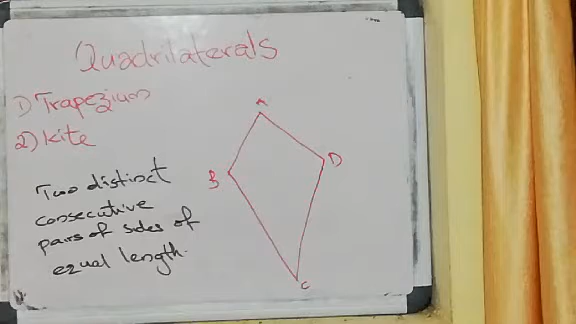 Quadrilaterals
1) Trapezium
2) Kite
Two distinct
consecutive
pairs of sides of
equal length.
A
B
D
C